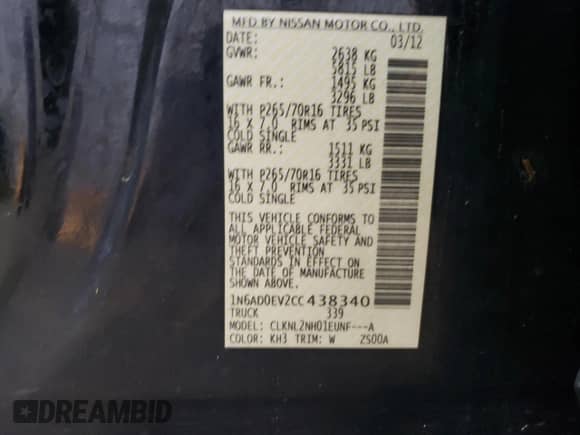 MFD BY NISSAN MOTOR CO., LTD.
DATE: 03/12
GVWR: 2638 KG
5815 LB
GAWR FR.: 1495 KG
3296 LB
WITH P265/70R16 TIRES
16 X 7.0 RIMS AT 35 PSI
COLD SINGLE
GAWR RR.: 1511 KG
3331 LB
WITH P265/70R16 TIRES
16 X 7.0 RIMS AT 35 PSI
COLD SINGLE
THIS VEHICLE CONFORMS TO
ALL APPLICABLE FEDERAL
MOTOR VEHICLE SAFETY AND
THEFT PREVENTION
STANDARDS IN EFFECT ON
THE DATE OF MANUFACTURE
SHOWN ABOVE.
1N6AD0EV2CC438340
TRUCK 339
MODEL: CLKNL2NH01EUNF---A
COLOR: KH3 TRIM: W ZS00A
DREAMBID